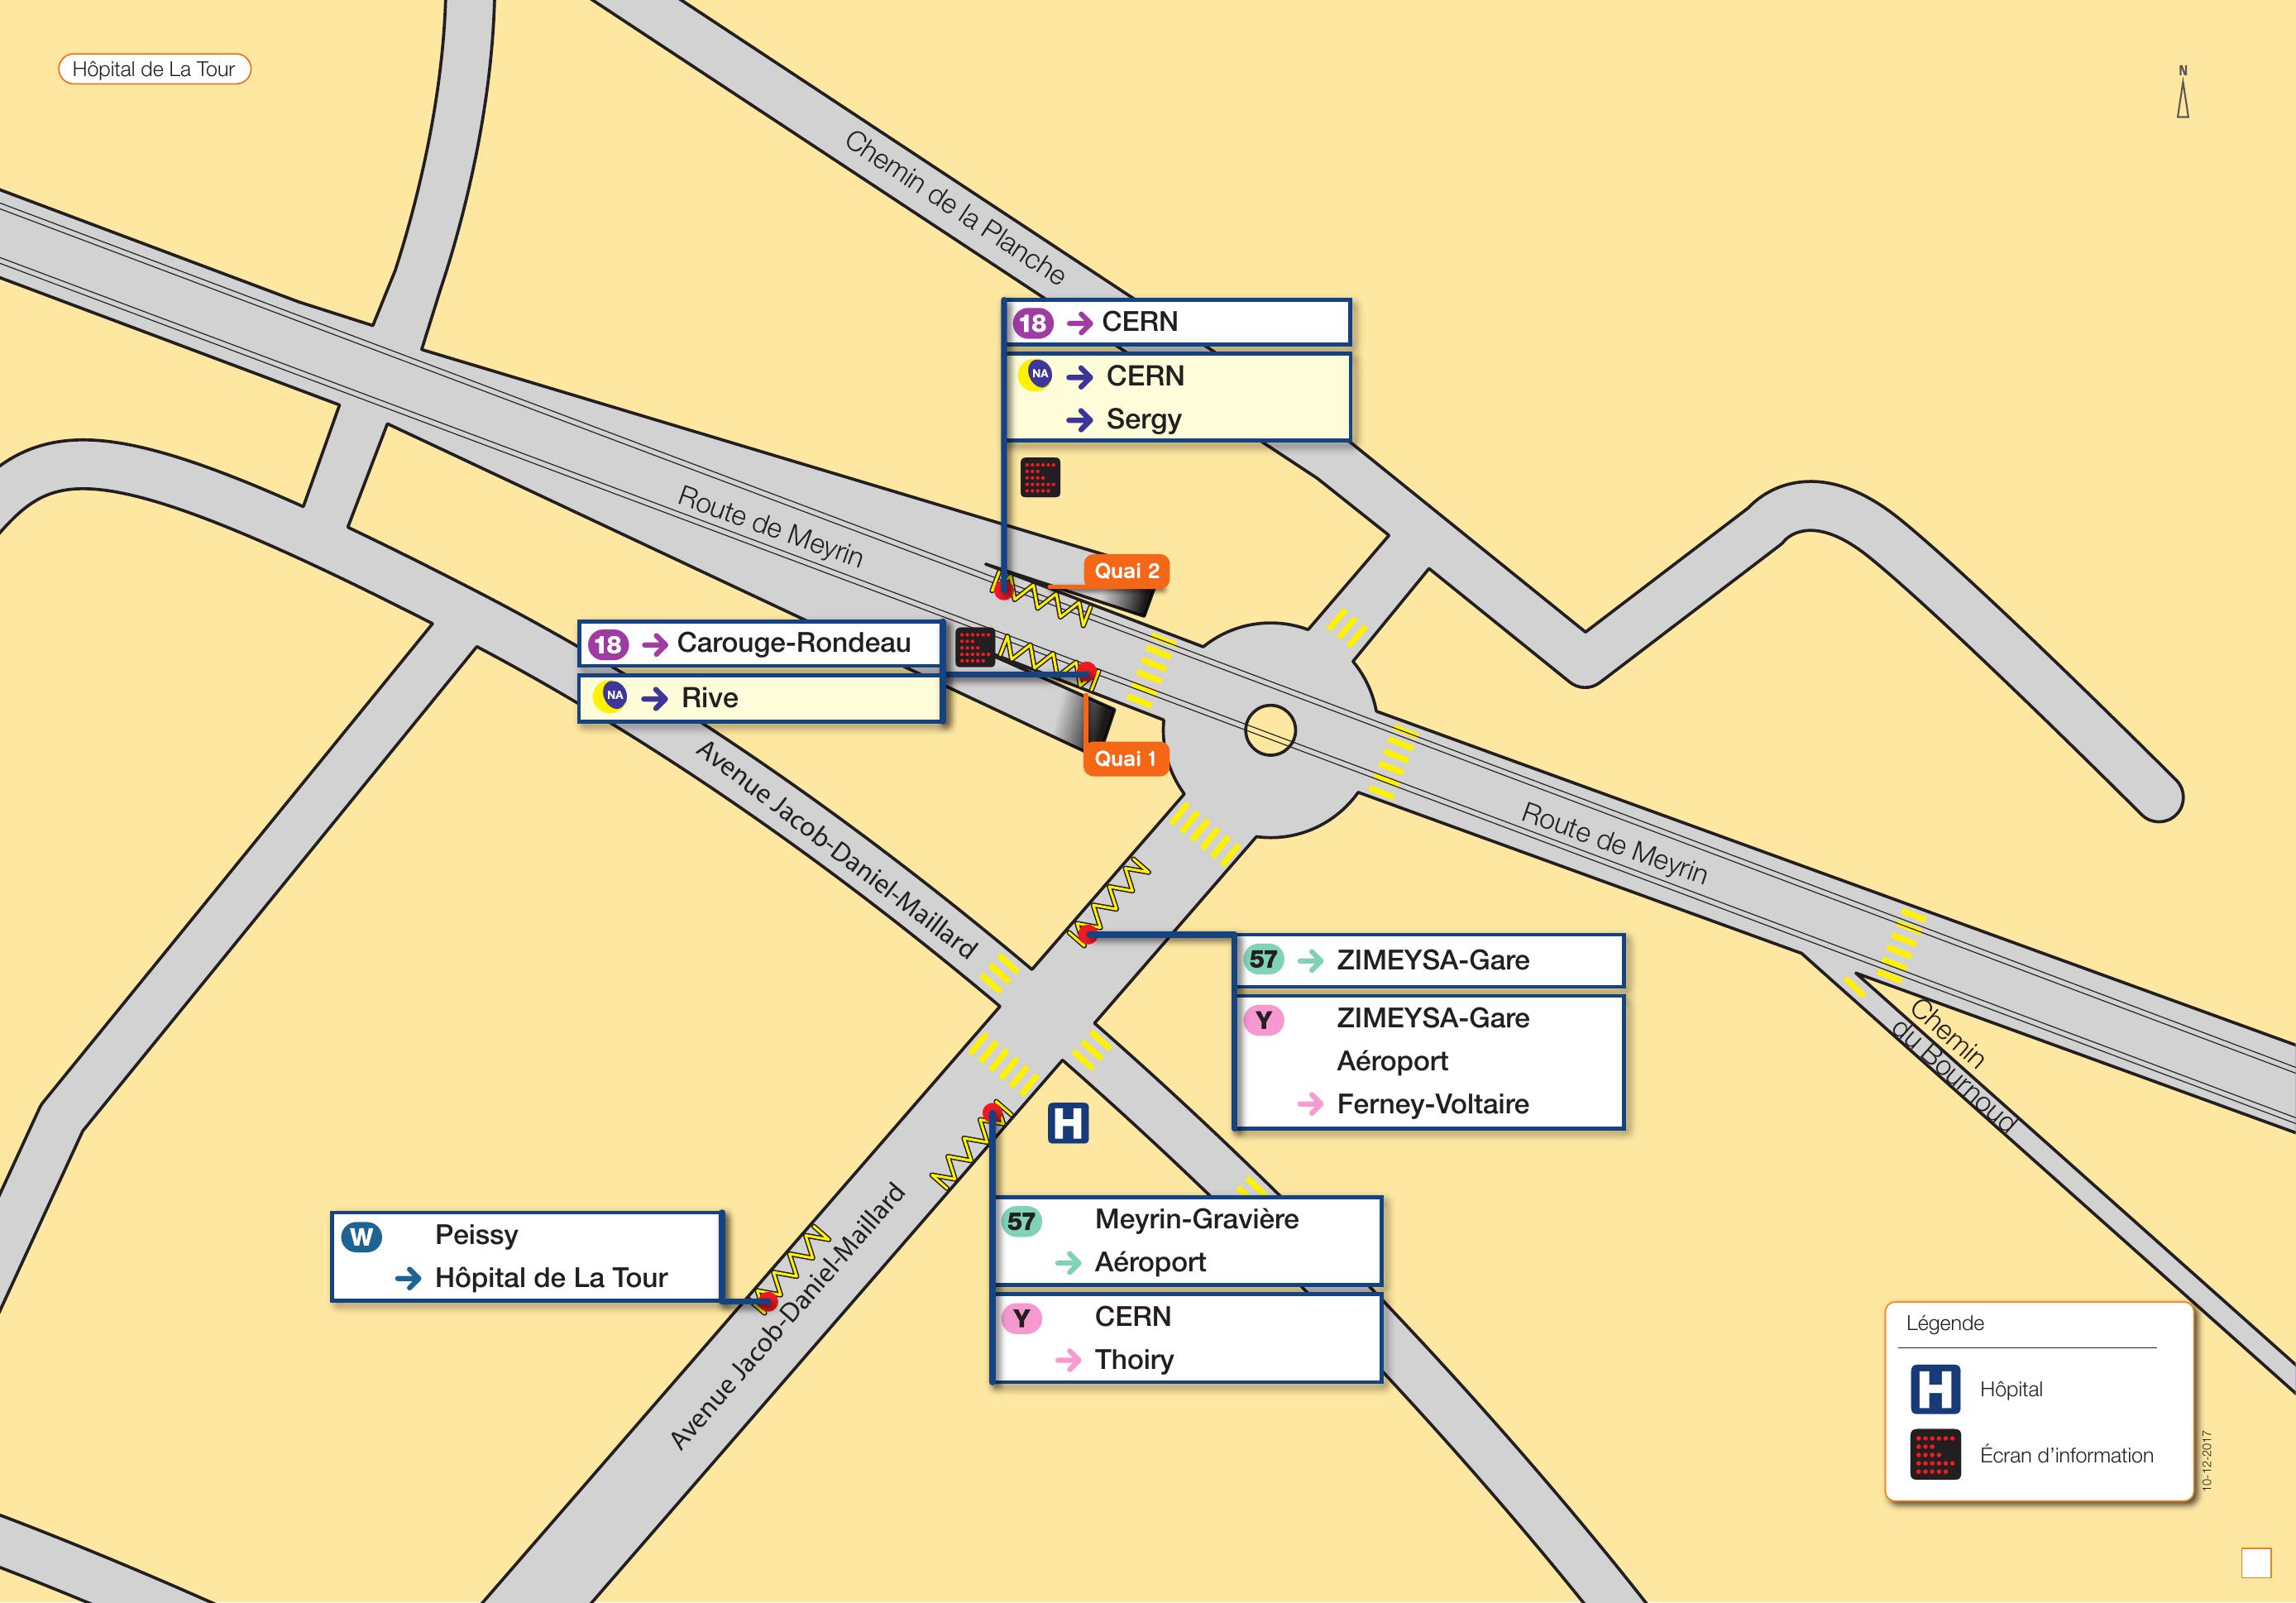 Hôpital de La Tour
N
Chemin de la Planche
18 → CERN
NA → CERN
→ Sergy
Route de Meyrin
Quai 2
18 → Carouge-Rondeau
NA → Rive
Quai 1
Avenue Jacob-Daniel-Maillard
Route de Meyrin
57 → ZIMEYSA-Gare
Y ZIMEYSA-Gare
Aéroport
→ Ferney-Voltaire
Chemin
du Bournoud
H
W Peissy
→ Hôpital de La Tour
Avenue Jacob-Daniel-Maillard
57 Meyrin-Gravière
→ Aéroport
Y CERN
→ Thoiry
Légende
H Hôpital
Écran d'information
10-12-2017